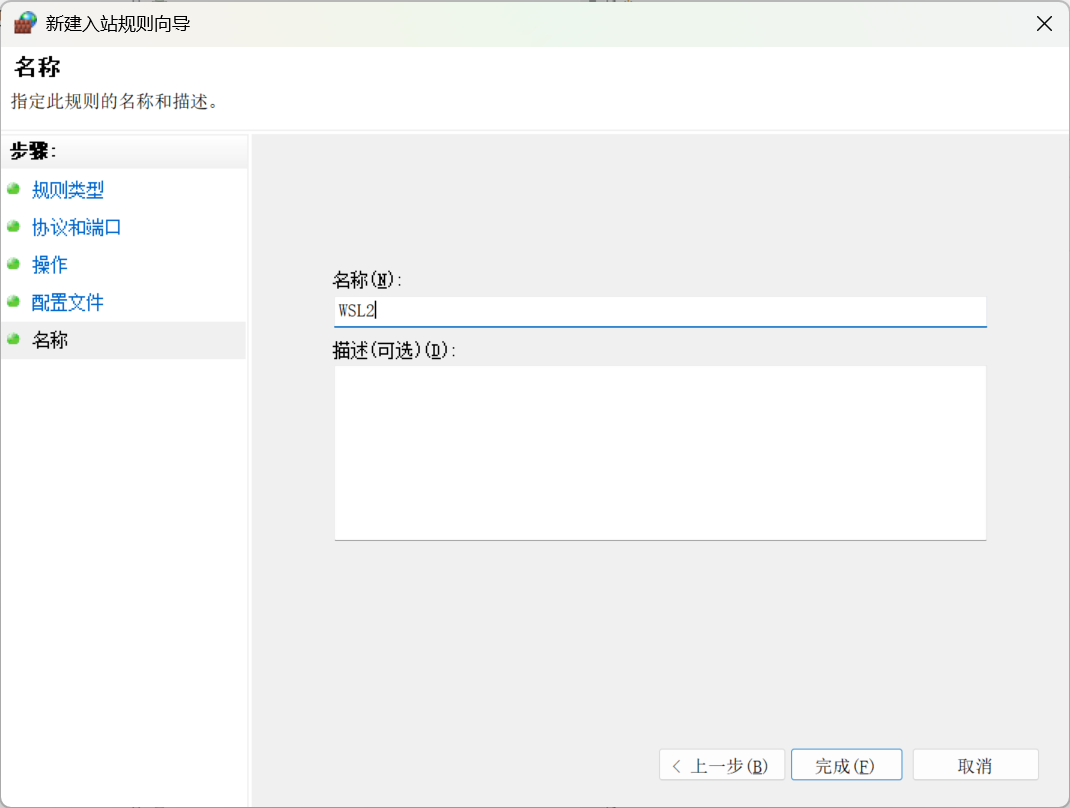 新建入站规则向导
名称
指定此规则的名称和描述。
步骤:
规则类型
协议和端口
操作
配置文件
名称
名称(N):
WSL2
描述(可选)(D):
< 上一步(B)
完成(F)
取消